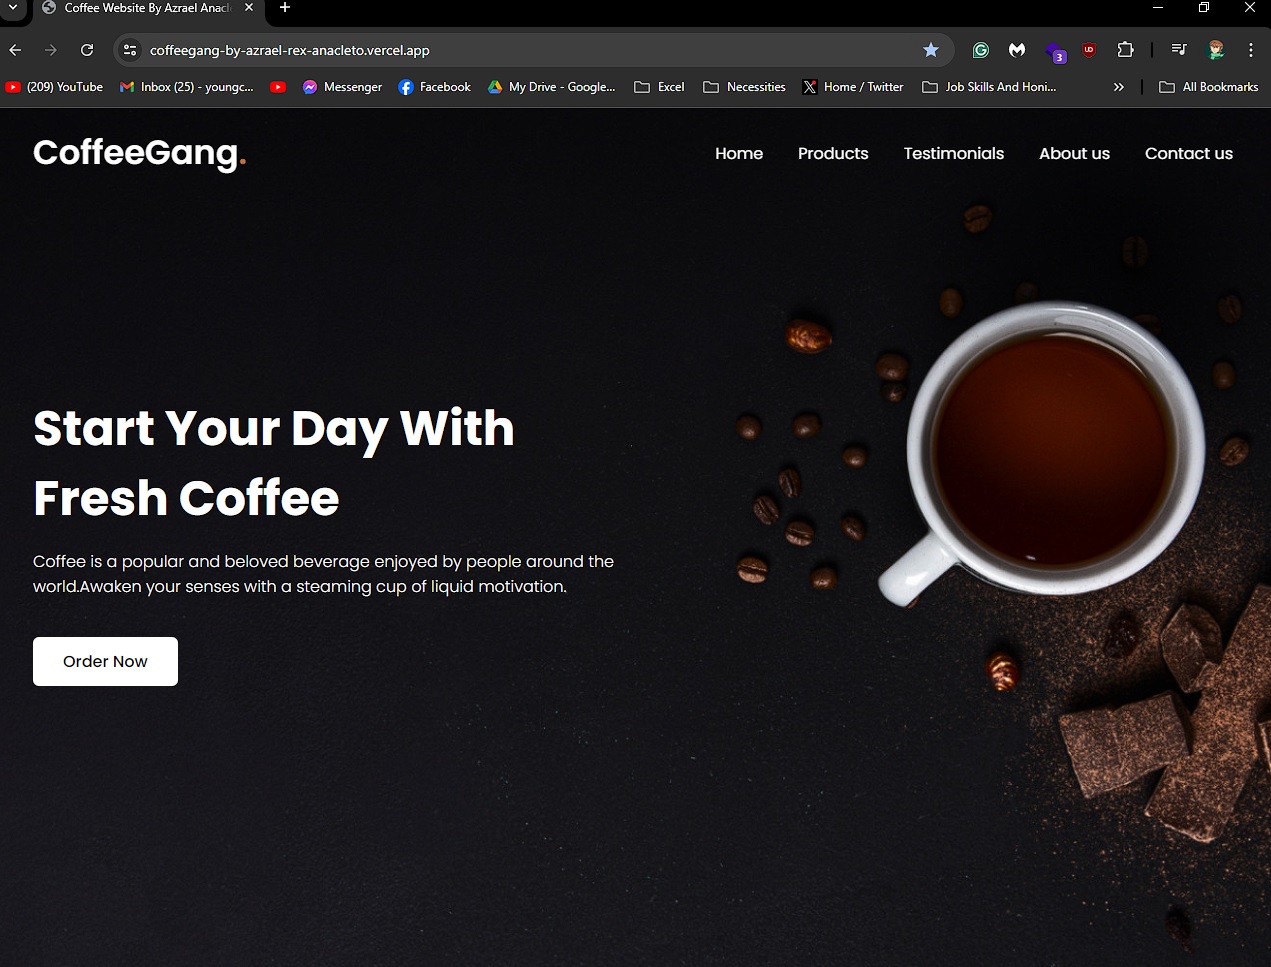 Coffee Website By Azrael Anacl
coffeegang-by-azrael-rex-anacleto.vercel.app
3
UD
(209) YouTube
Inbox (25) - youngc...
Messenger
Facebook
My Drive - Google...
Excel
Necessities
Home / Twitter
Job Skills And Honi...
All Bookmarks
CoffeeGang.
Home
Products
Testimonials
About us
Contact us
Start Your Day With
Fresh Coffee
Coffee is a popular and beloved beverage enjoyed by people around the
world.Awaken your senses with a steaming cup of liquid motivation.
Order Now